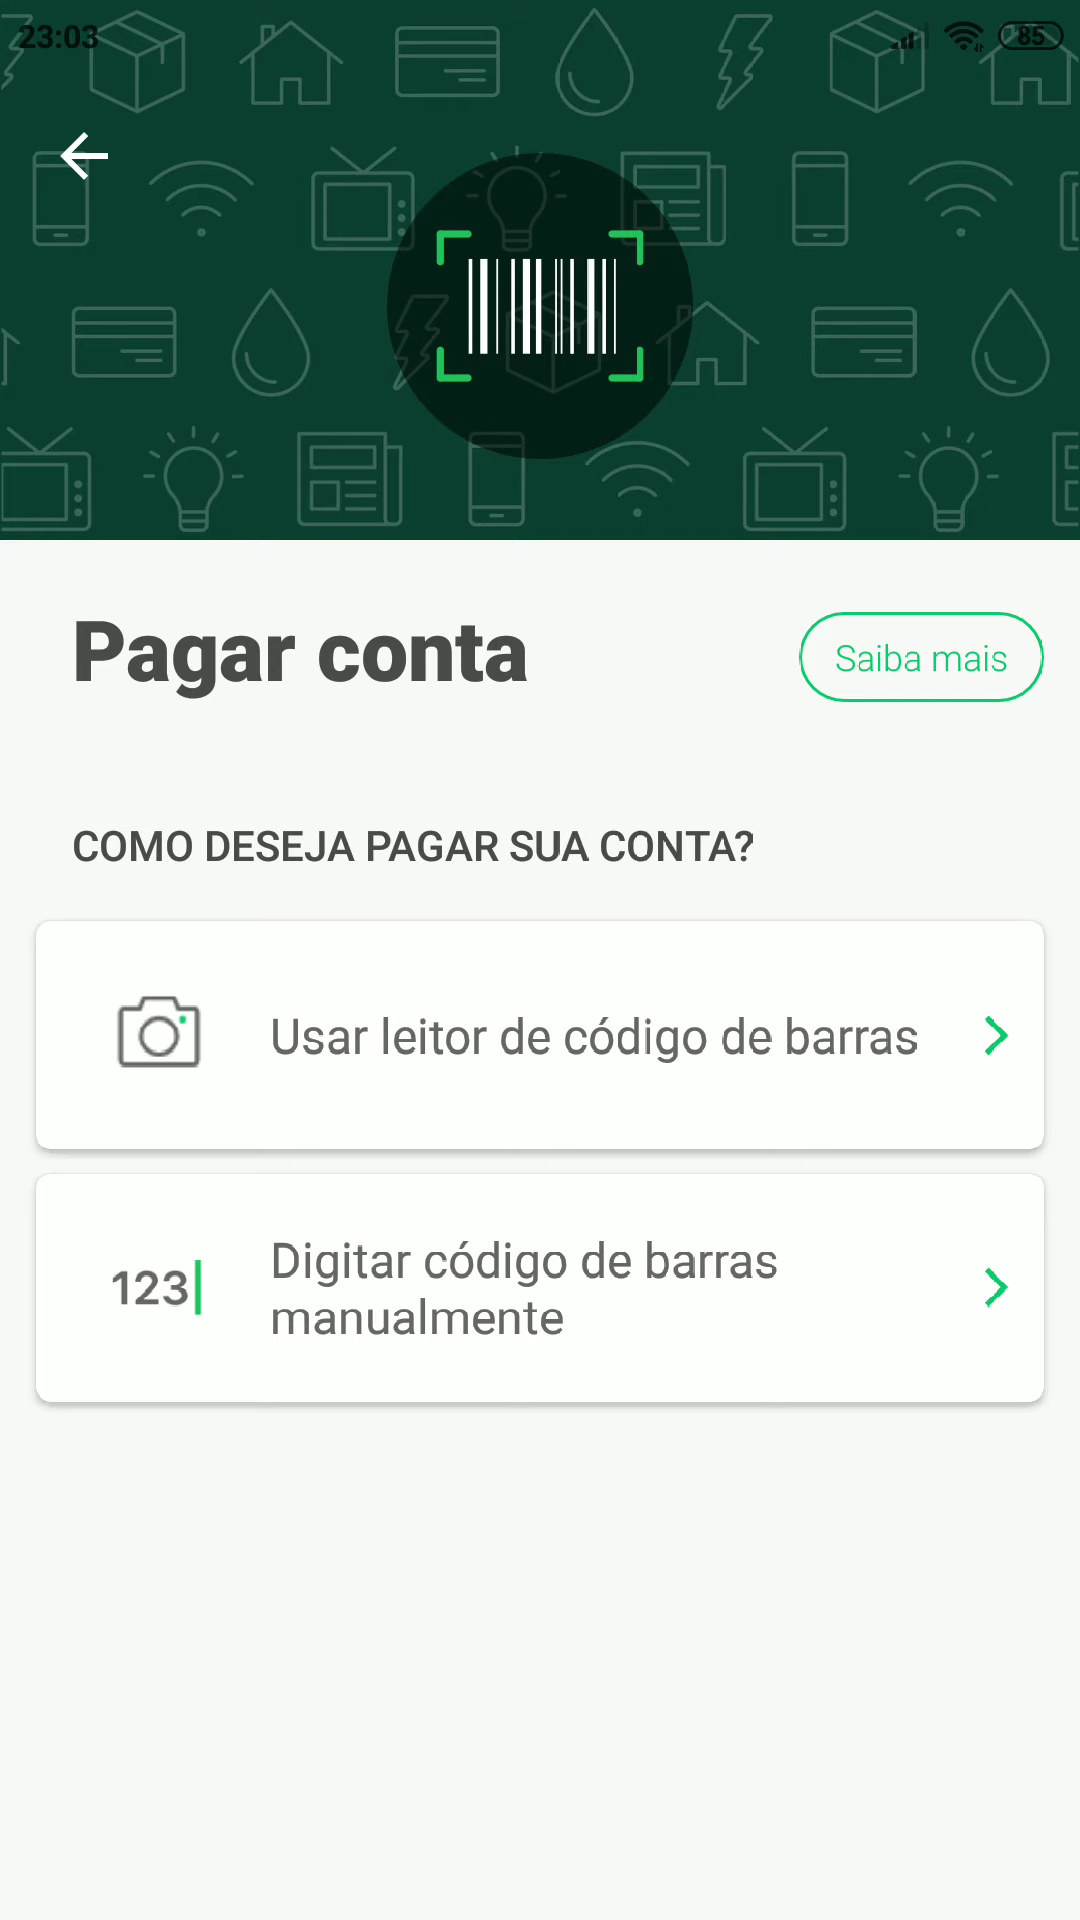 23:03
85
Pagar conta
Saiba mais
COMO DESEJA PAGAR SUA CONTA?
Usar leitor de código de barras
123
Digitar código de barras
manualmente